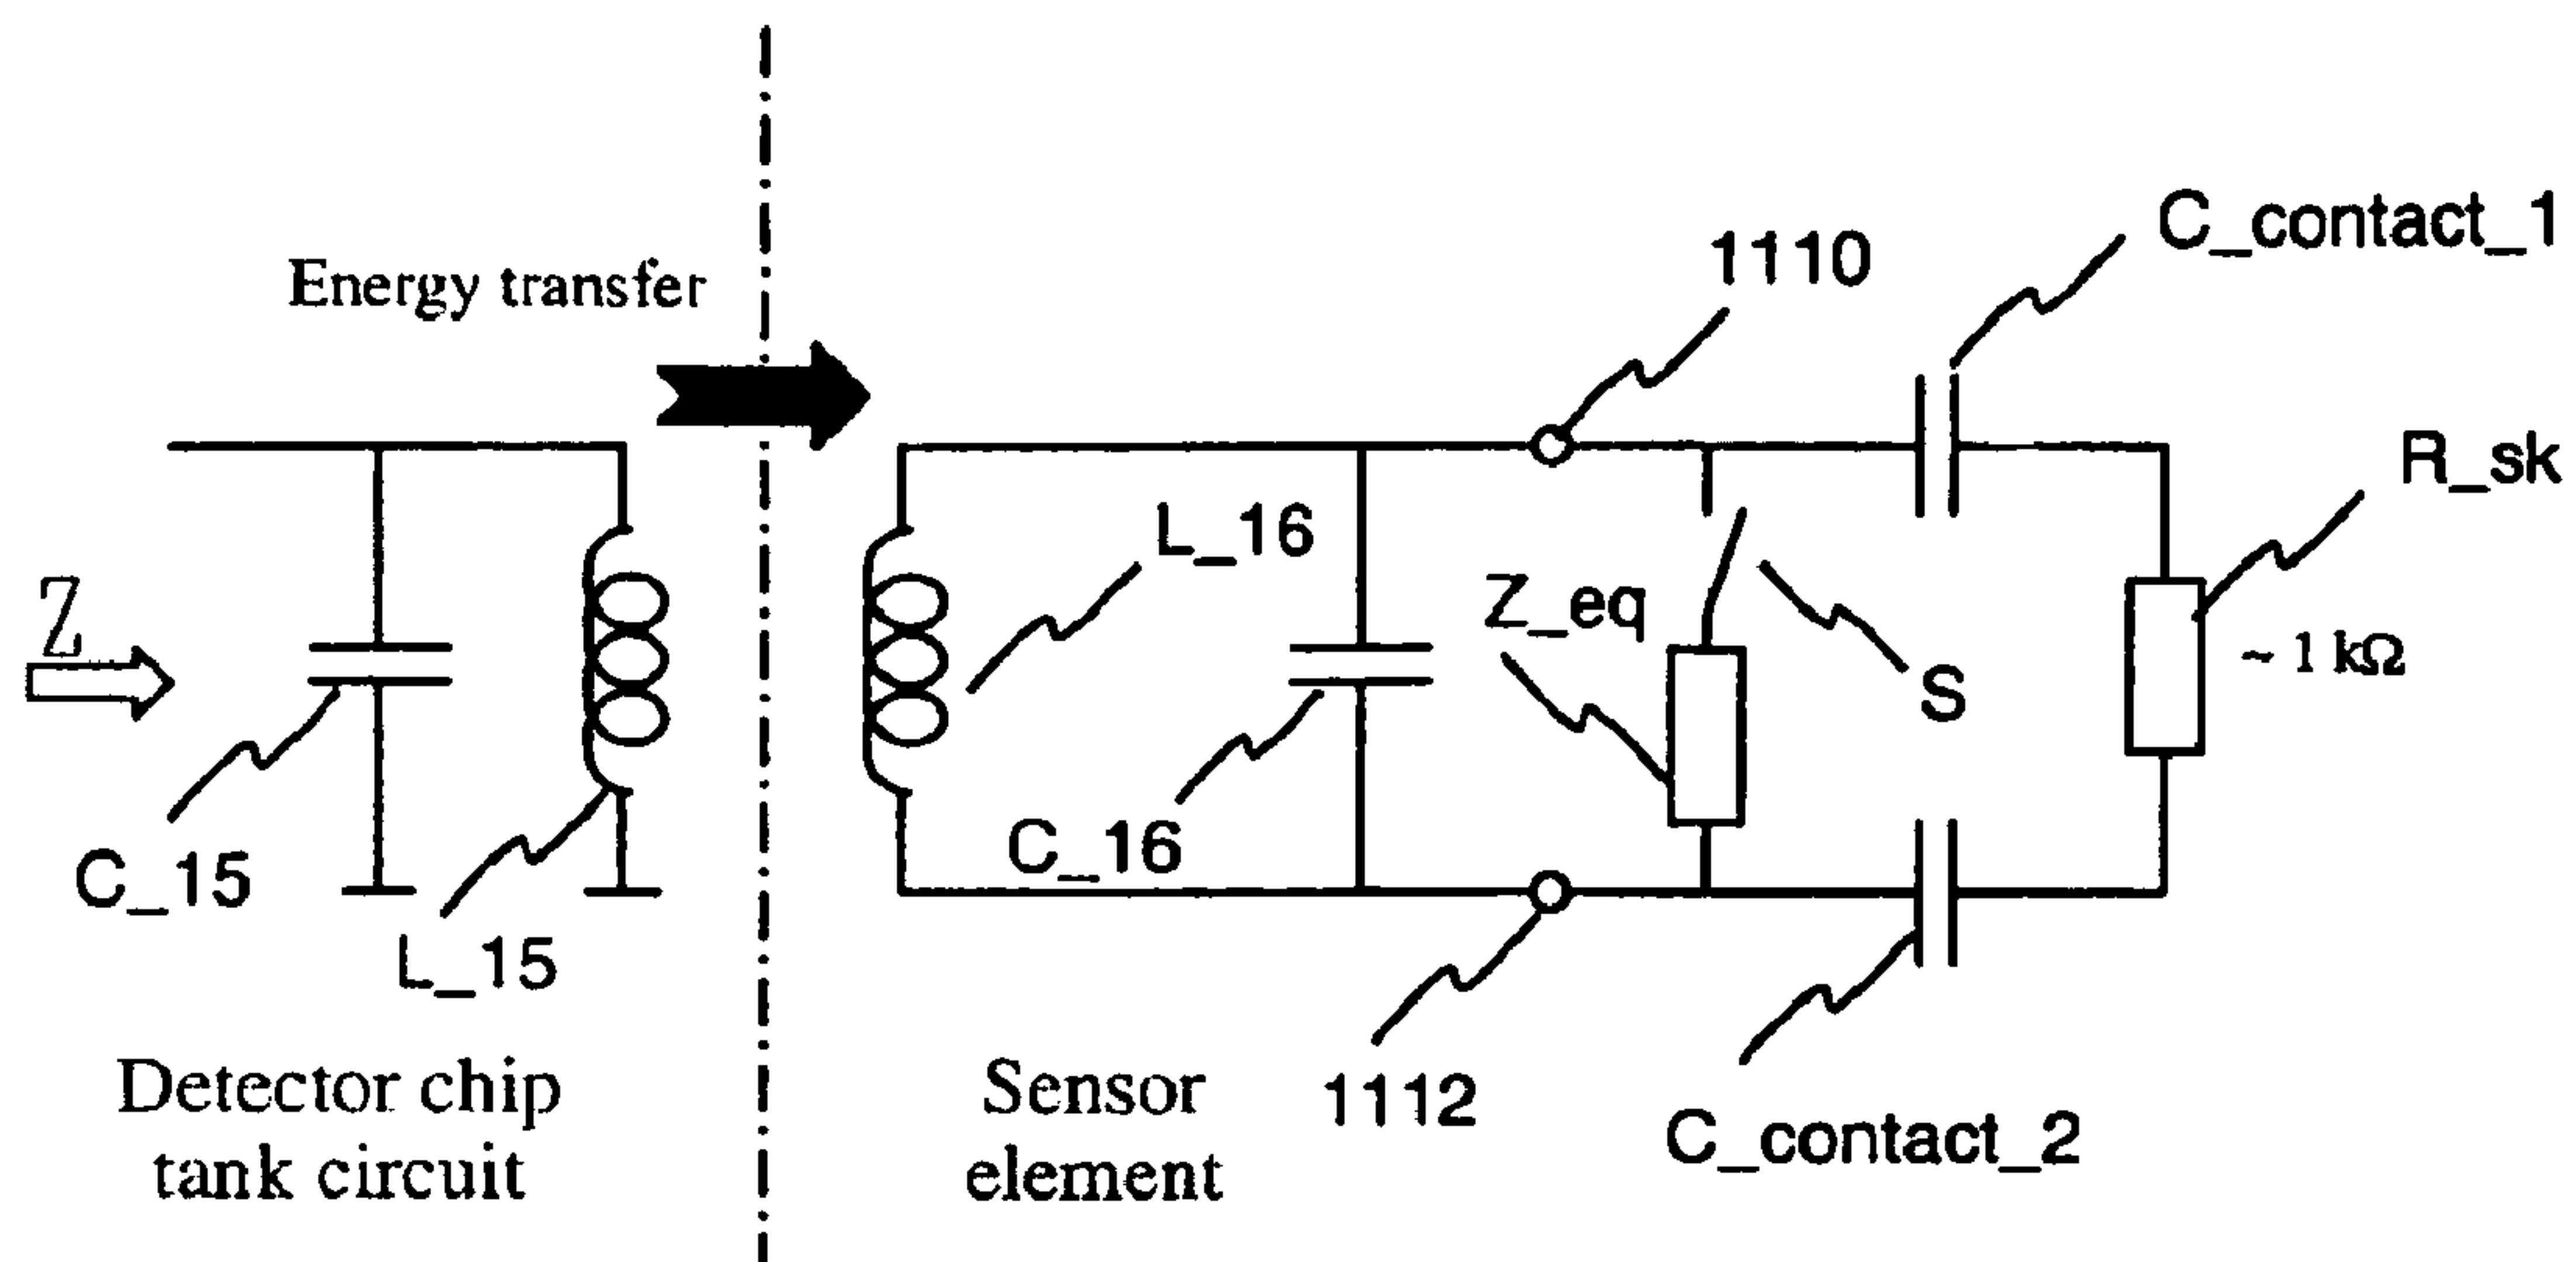 C_contact_1
1110
Energy transfer
R_sk
L_16
Z_eq
Z
~ 1 kΩ
S
C_16
C_15
L_15
Detector chip
tank circuit
Sensor
element
1112
C_contact_2